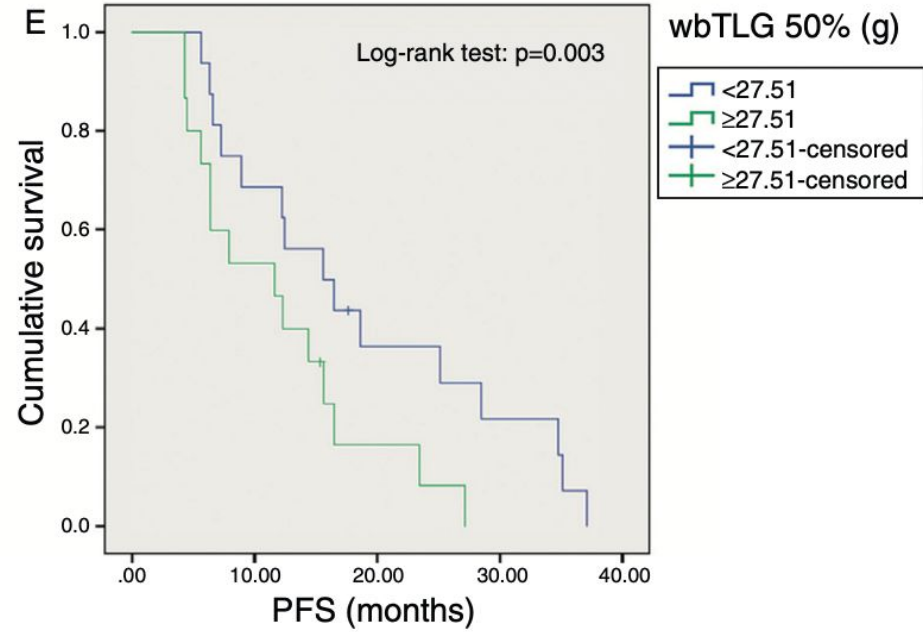 E
wbTLG 50% (g)
Log-rank test: p=0.003
<27.51
≥27.51
<27.51-censored
≥27.51-censored
Cumulative survival
1.0
0.8
0.6
0.4
0.2
0.0
.00 10.00 20.00 30.00 40.00
PFS (months)